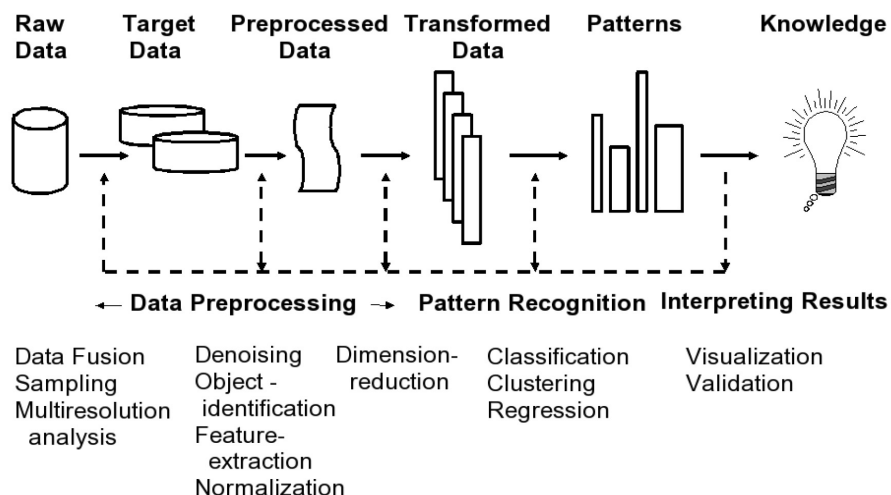 Raw
Data
Target
Data
Preprocessed
Data
Transformed
Data
Patterns
Knowledge
Data Preprocessing
Pattern Recognition
Interpreting Results
Data Fusion
Sampling
Multiresolution
analysis
Denoising
Object -
identification
Feature-
extraction
Normalization
Dimension-
reduction
Classification
Clustering
Regression
Visualization
Validation